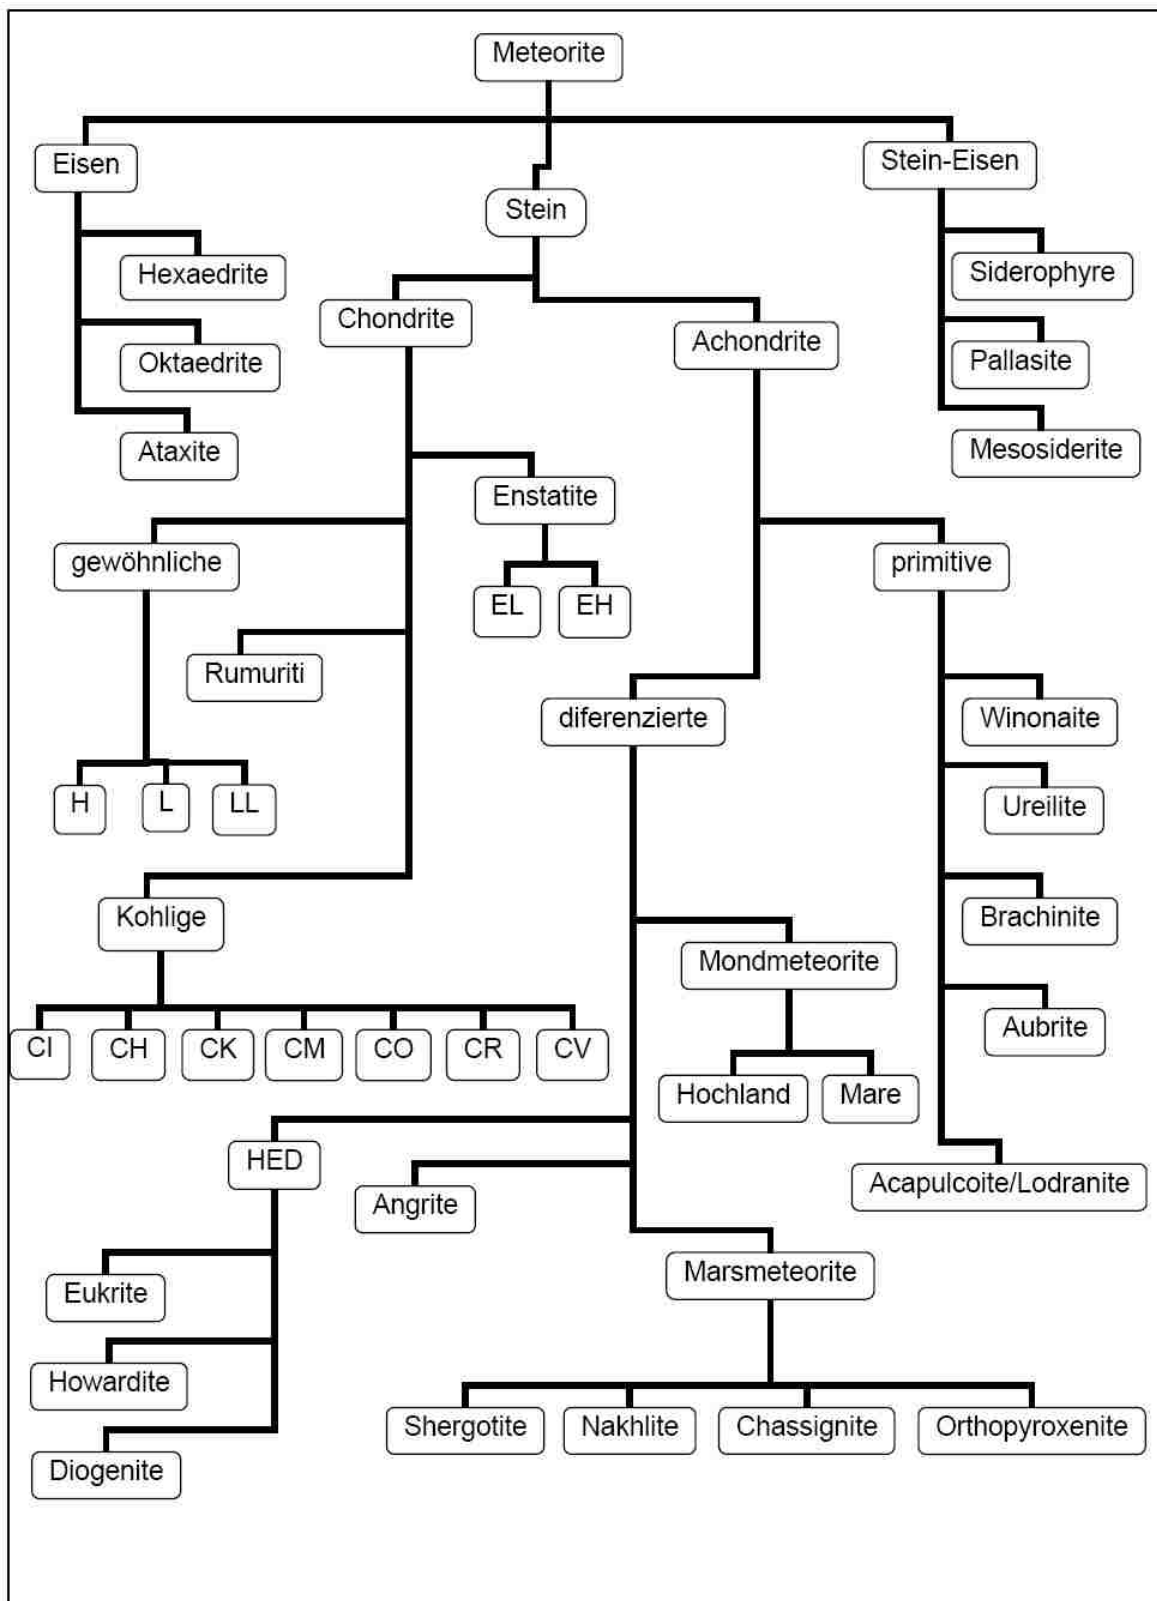 Meteorite
Eisen
Stein-Eisen
Stein
Hexaedrite
Siderophyre
Chondrite
Achondrite
Oktaedrite
Pallasite
Ataxite
Mesosiderite
Enstatite
gewöhnliche
primitive
EL
EH
Rumuriti
diferenzierte
Winonaite
H
L
LL
Ureilite
Kohlige
Brachinite
Mondmeteorite
Aubrite
CI
CH
CK
CM
CO
CR
CV
Hochland
Mare
HED
Angrite
Acapulcoite/Lodranite
Eukrite
Marsmeteorite
Howardite
Shergotite
Nakhlite
Chassignite
Orthopyroxenite
Diogenite